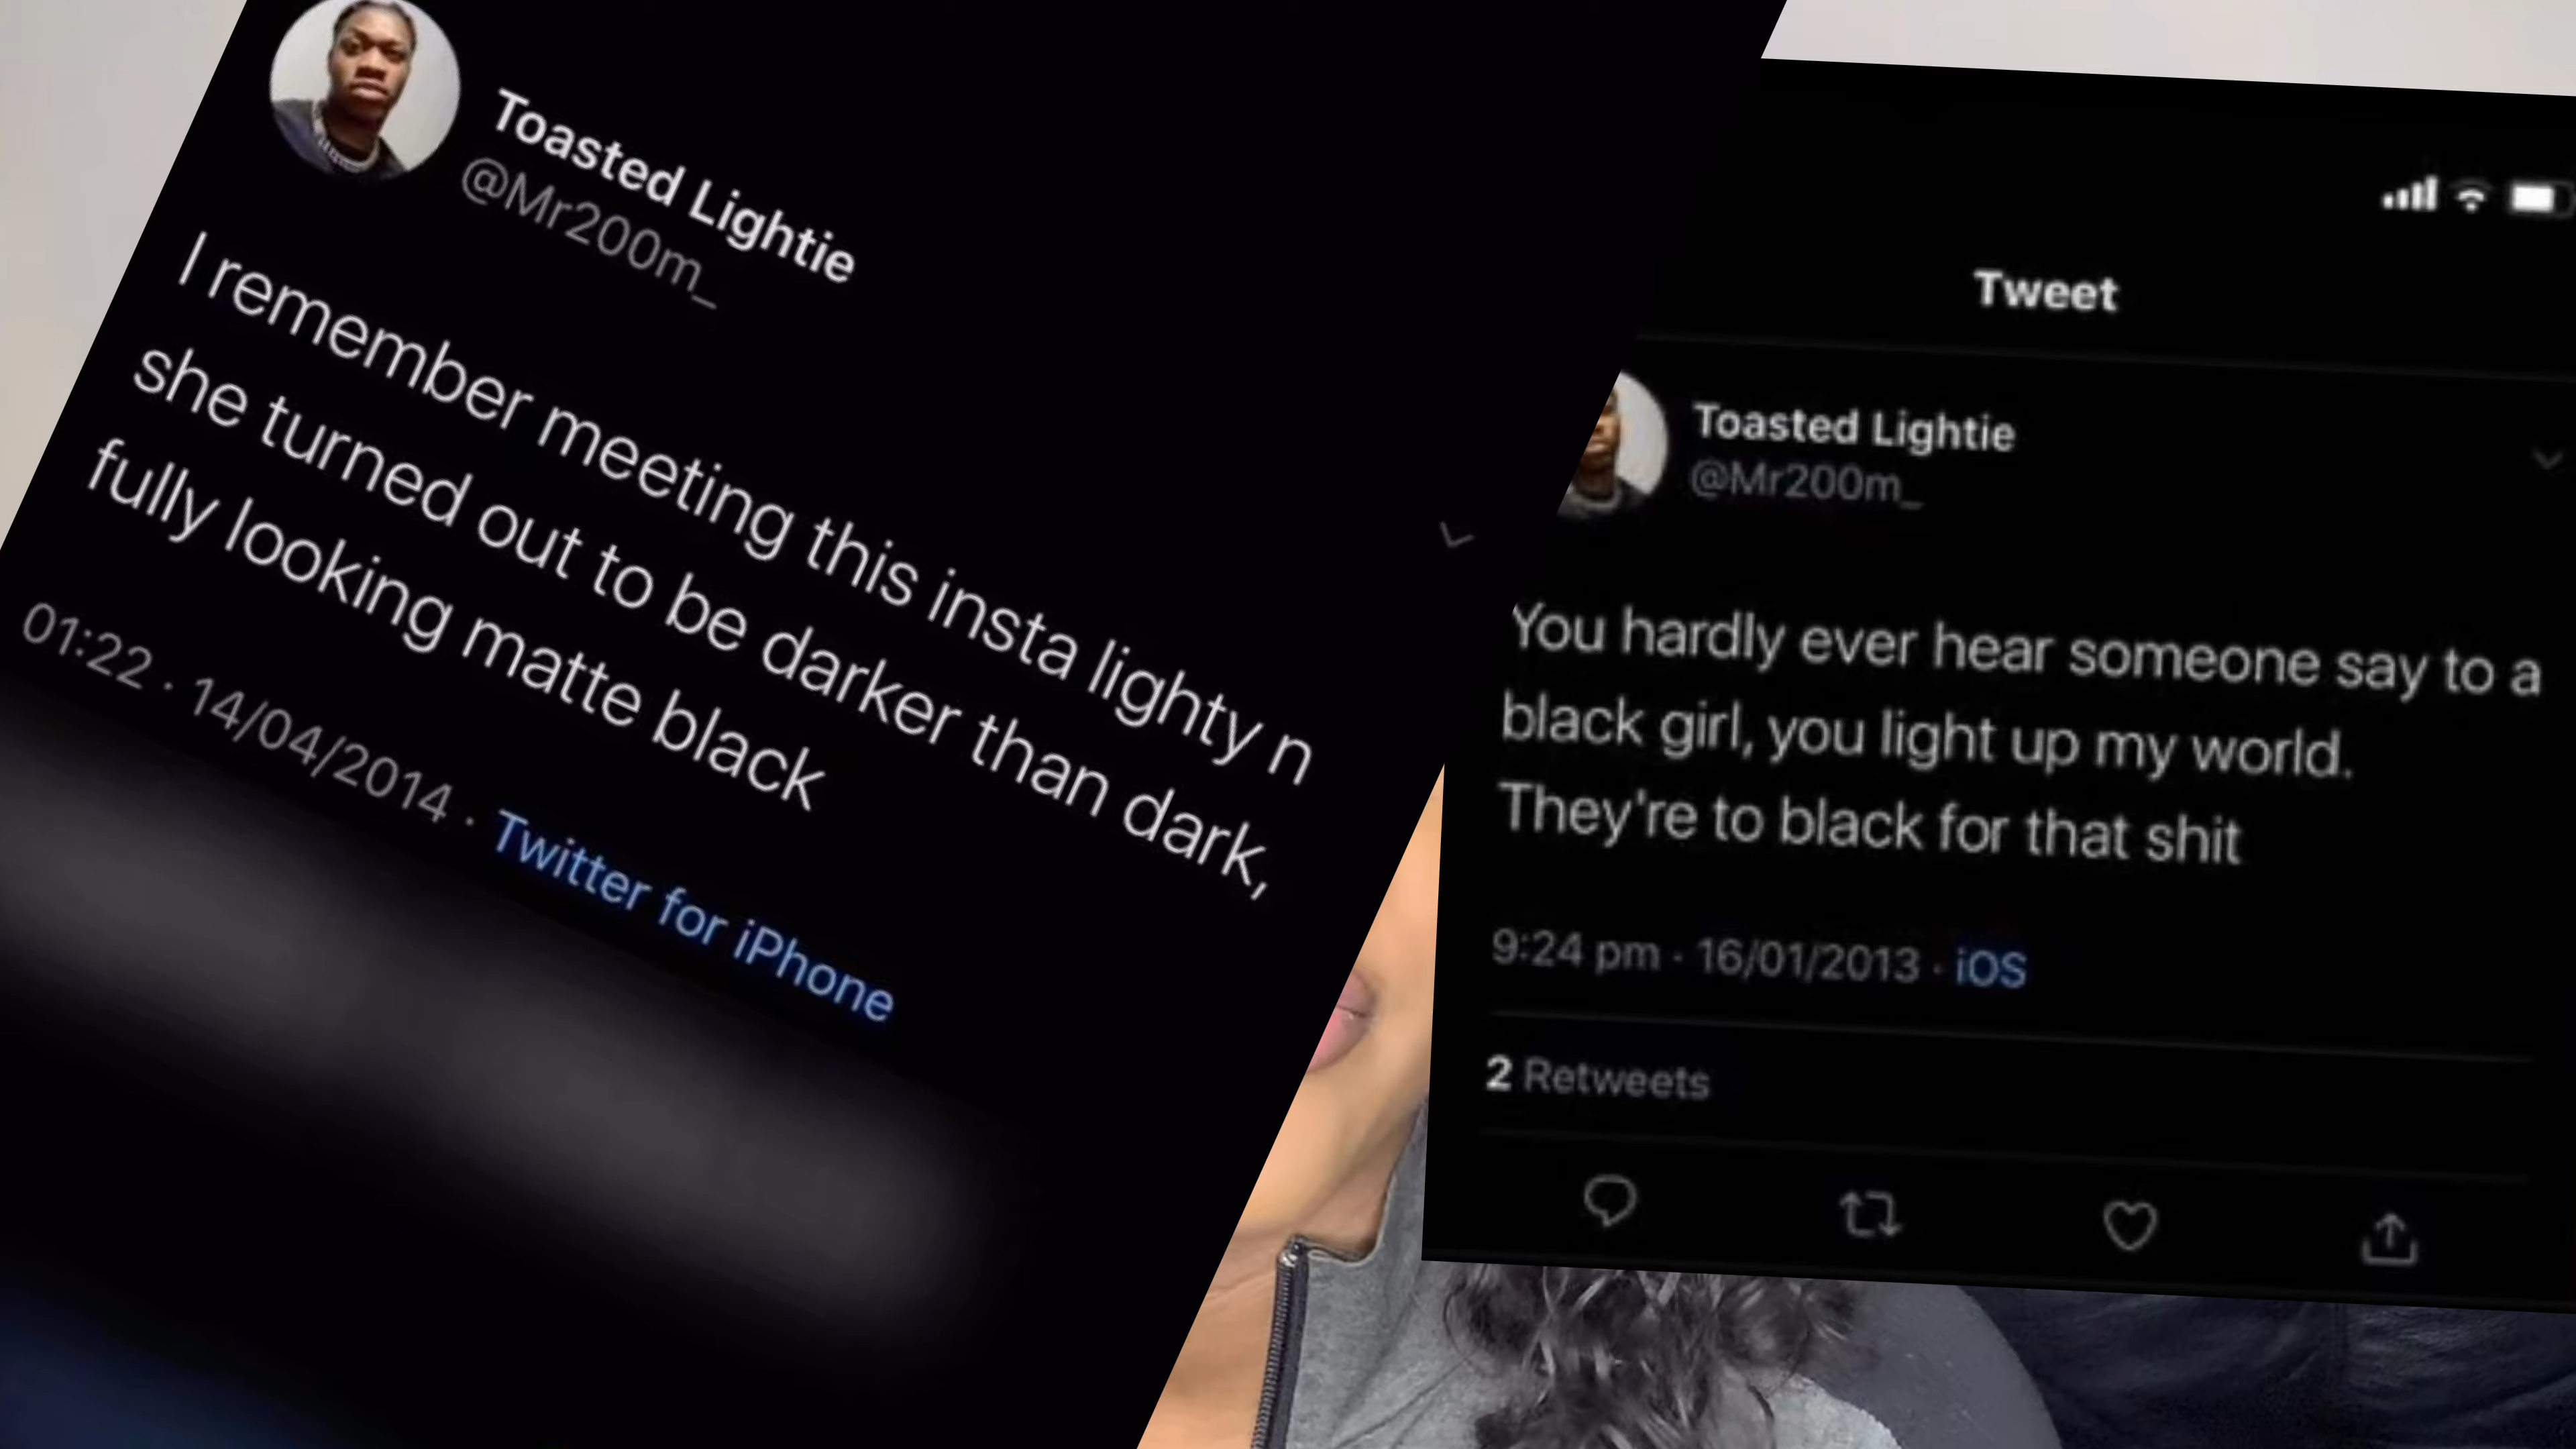 Toasted Lightie
@Mr200m_
I remember meeting this insta lighty n
she turned out to be darker than dark,
fully looking matte black
01:22 · 14/04/2014 · Twitter for iPhone
Tweet
Toasted Lightie
@Mr200m_
You hardly ever hear someone say to a
black girl, you light up my world.
They're to black for that shit
9:24 pm · 16/01/2013 · iOS
2 Retweets